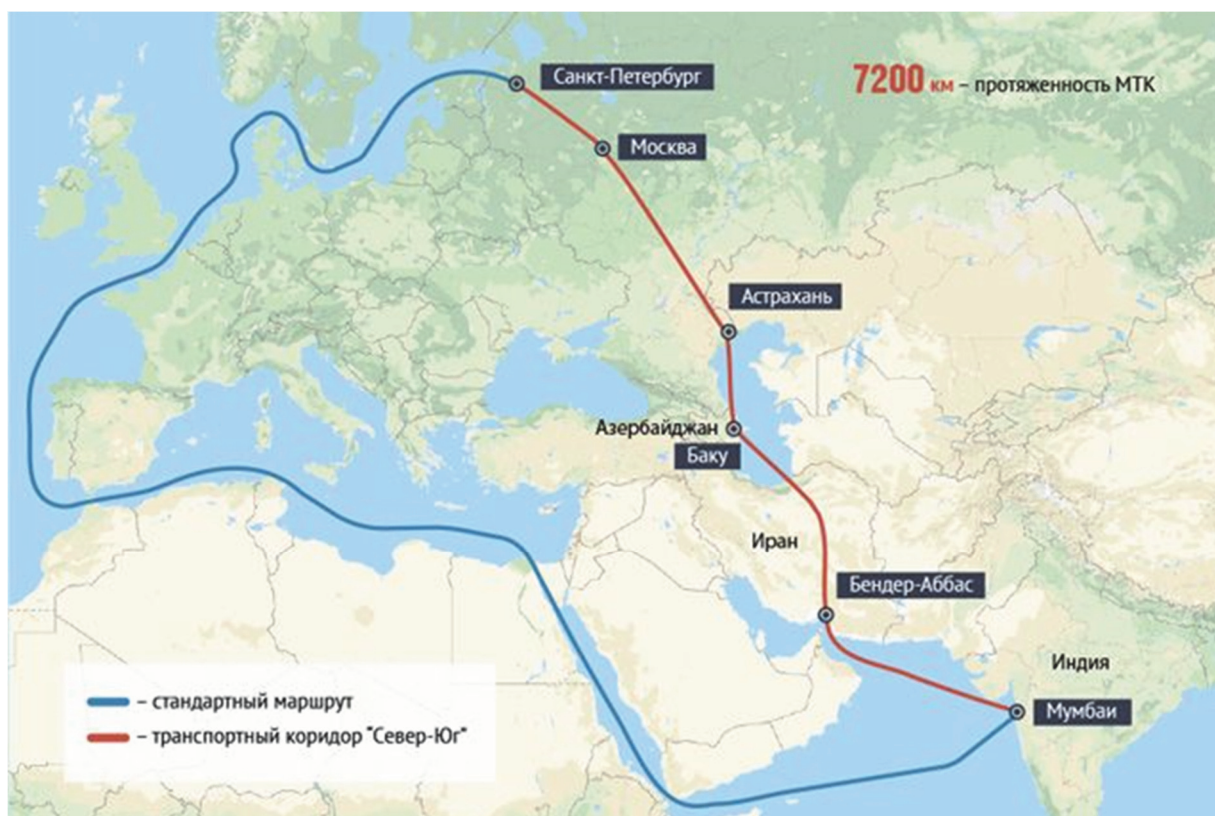 Санкт-Петербург
7200 км – протяженность МТК
Москва
Астрахань
Азербайджан
Баку
Иран
Бендер-Аббас
Индия
Мумбаи
– стандартный маршрут
– транспортный коридор "Север-Юг"